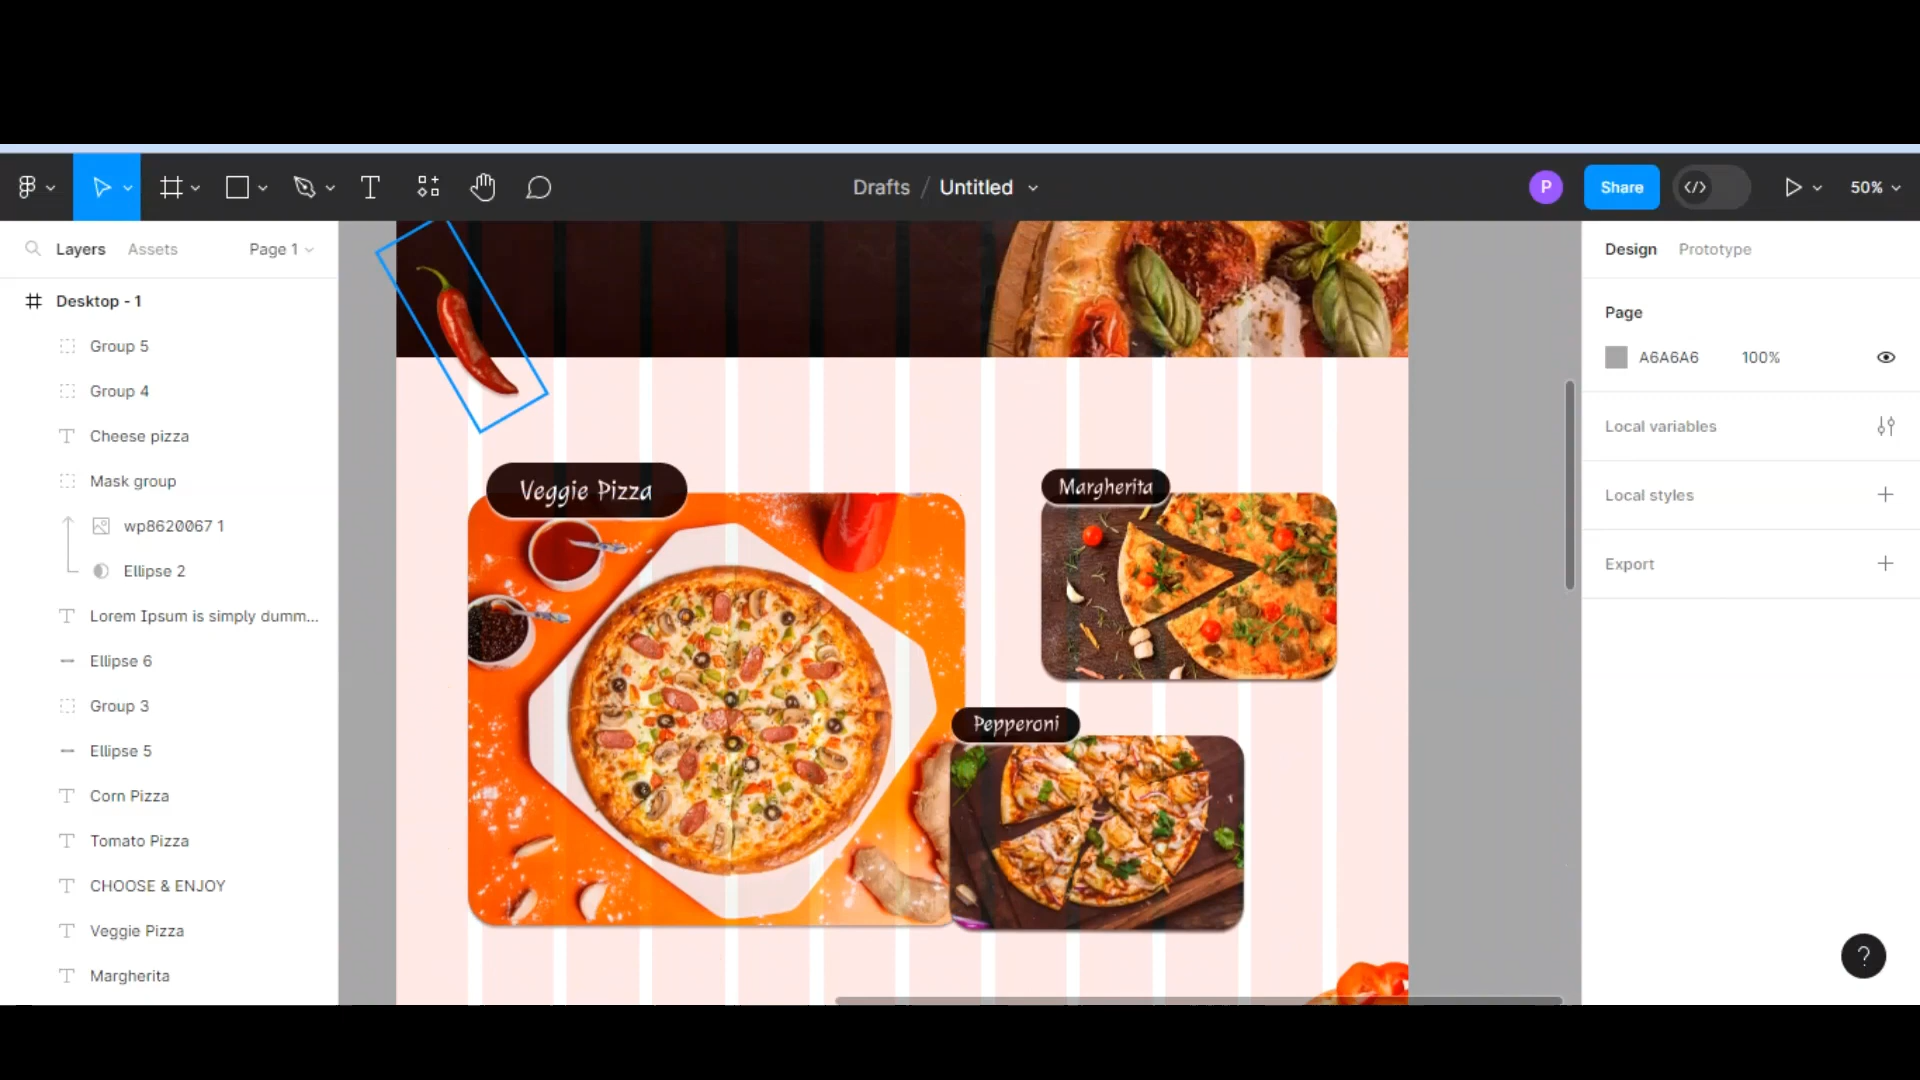 Drafts / Untitled
P
Share
50%
Layers
Assets
Page 1
Design
Prototype
Desktop - 1
Group 5
Group 4
Cheese pizza
Mask group
wp8620067 1
Ellipse 2
Lorem Ipsum is simply dumm...
Ellipse 6
Group 3
Ellipse 5
Corn Pizza
Tomato Pizza
CHOOSE & ENJOY
Veggie Pizza
Margherita
Veggie Pizza
Margherita
Pepperoni
Page
A6A6A6 100%
Local variables
Local styles
Export
?